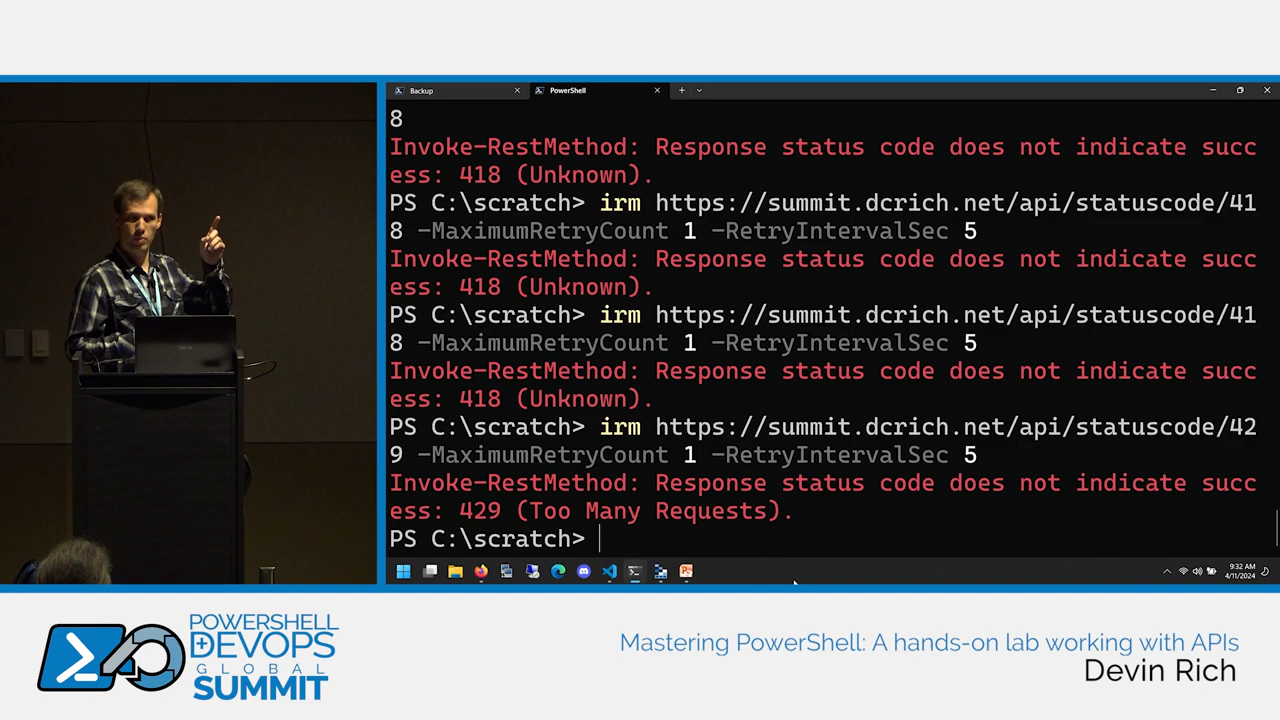 Backup
PowerShell
8
Invoke-RestMethod: Response status code does not indicate succ
ess: 418 (Unknown).
PS C:\scratch> irm https://summit.dcrich.net/api/statuscode/41
8 -MaximumRetryCount 1 -RetryIntervalSec 5
Invoke-RestMethod: Response status code does not indicate succ
ess: 418 (Unknown).
PS C:\scratch> irm https://summit.dcrich.net/api/statuscode/41
8 -MaximumRetryCount 1 -RetryIntervalSec 5
Invoke-RestMethod: Response status code does not indicate succ
ess: 418 (Unknown).
PS C:\scratch> irm https://summit.dcrich.net/api/statuscode/42
9 -MaximumRetryCount 1 -RetryIntervalSec 5
Invoke-RestMethod: Response status code does not indicate succ
ess: 429 (Too Many Requests).
PS C:\scratch>
9:32 AM
4/11/2024
POWERSHELL
+DEVOPS
GLOBAL
SUMMIT
Mastering PowerShell: A hands-on lab working with APIs
Devin Rich